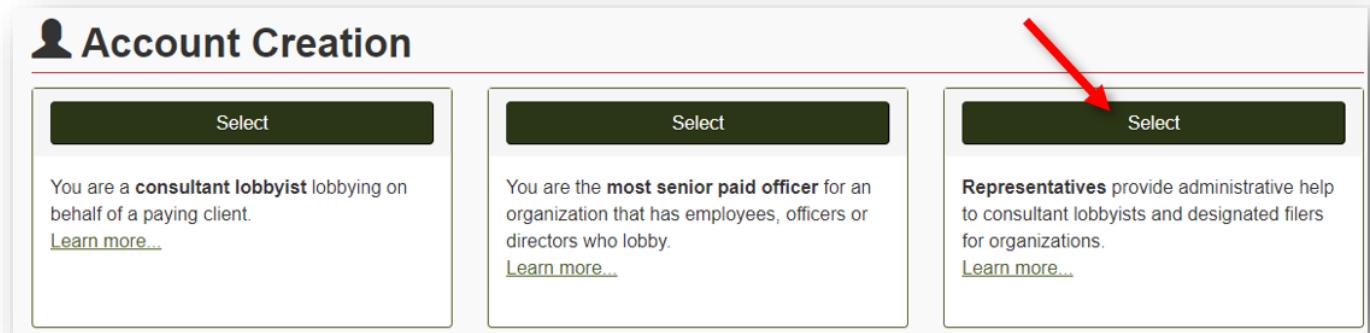 Account Creation
Select
You are a consultant lobbyist lobbying on
behalf of a paying client.
Learn more...
Select
You are the most senior paid officer for an
organization that has employees, officers or
directors who lobby.
Learn more...
Select
Representatives provide administrative help
to consultant lobbyists and designated filers
for organizations.
Learn more...